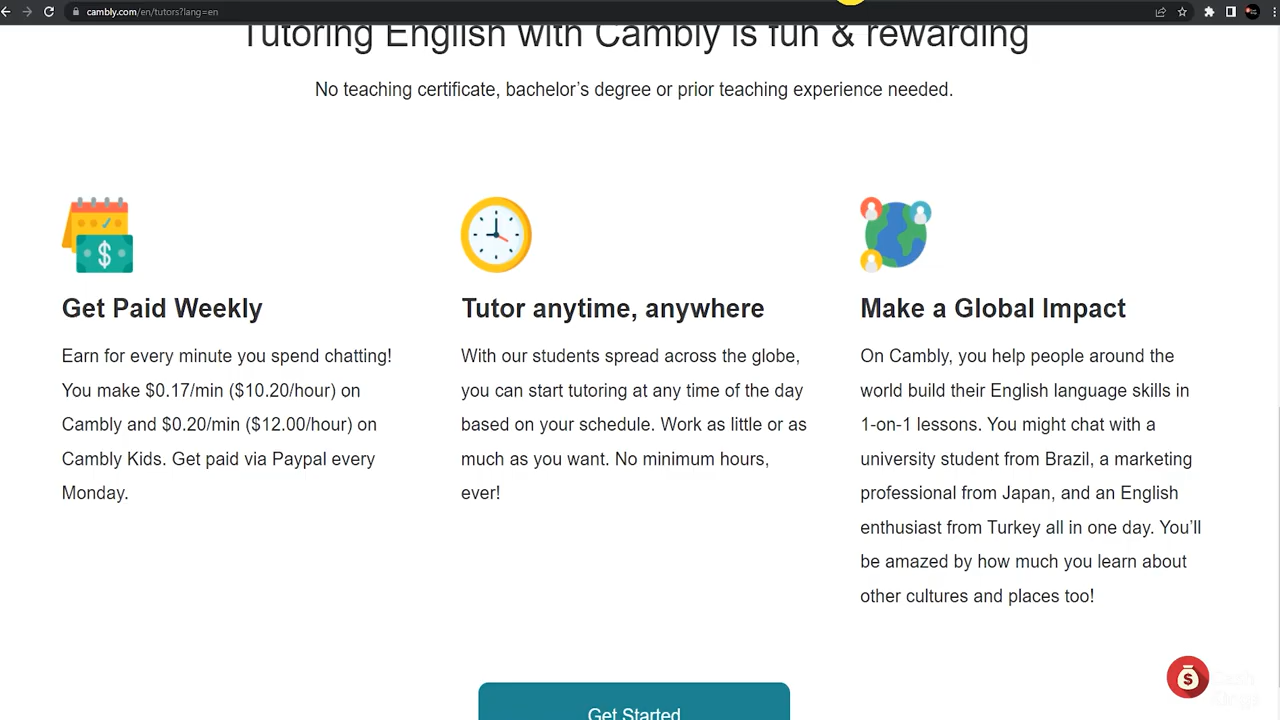 cambly.com/en/tutors?lang=en
Tutoring English with Cambly is fun & rewarding
No teaching certificate, bachelor's degree or prior teaching experience needed.
Get Paid Weekly
Earn for every minute you spend chatting!
You make $0.17/min ($10.20/hour) on
Cambly and $0.20/min ($12.00/hour) on
Cambly Kids. Get paid via Paypal every
Monday.
Tutor anytime, anywhere
With our students spread across the globe,
you can start tutoring at any time of the day
based on your schedule. Work as little or as
much as you want. No minimum hours,
ever!
Make a Global Impact
On Cambly, you help people around the
world build their English language skills in
1-on-1 lessons. You might chat with a
university student from Brazil, a marketing
professional from Japan, and an English
enthusiast from Turkey all in one day. You'll
be amazed by how much you learn about
other cultures and places too!
Get Started